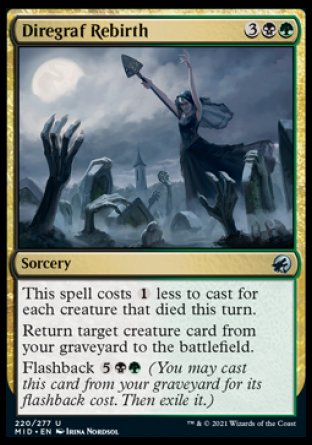 Diregraf Rebirth 3
Sorcery
This spell costs 1 less to cast for
each creature that died this turn.
Return target creature card from
your graveyard to the battlefield.
Flashback 5 (You may cast
this card from your graveyard for its
flashback cost. Then exile it.)
220/277 U
MID • EN Irina Nordsol
™ & © 2021 Wizards of the Coast